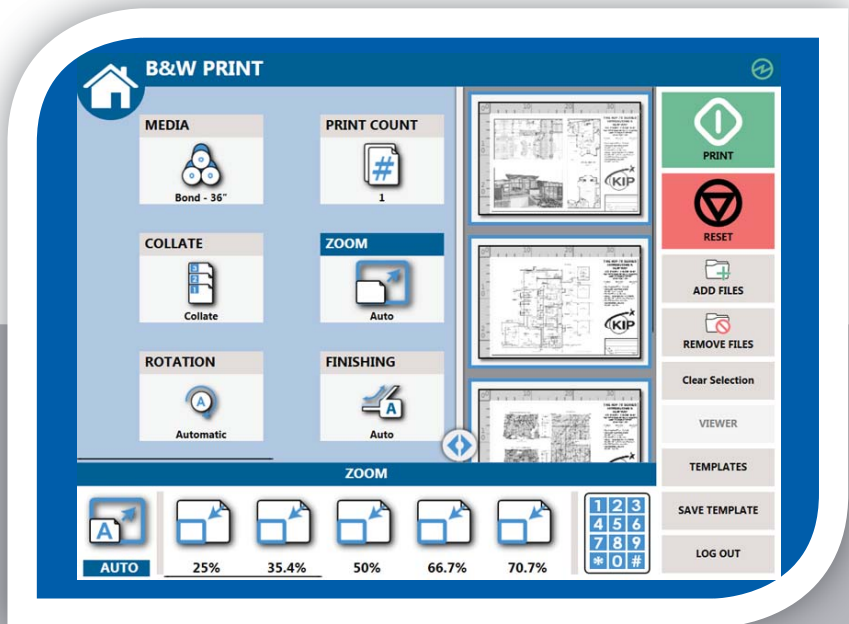 B&W PRINT
MEDIA
Bond - 36"
PRINT COUNT
#
1
COLLATE
Collate
ZOOM
Auto
ROTATION
A
Automatic
FINISHING
A
Auto
KIP
KIP
PRINT
RESET
ADD FILES
REMOVE FILES
Clear Selection
VIEWER
TEMPLATES
SAVE TEMPLATE
LOG OUT
ZOOM
A
AUTO
25%
35.4%
50%
66.7%
70.7%
1 2 3
4 5 6
7 8 9
* 0 #